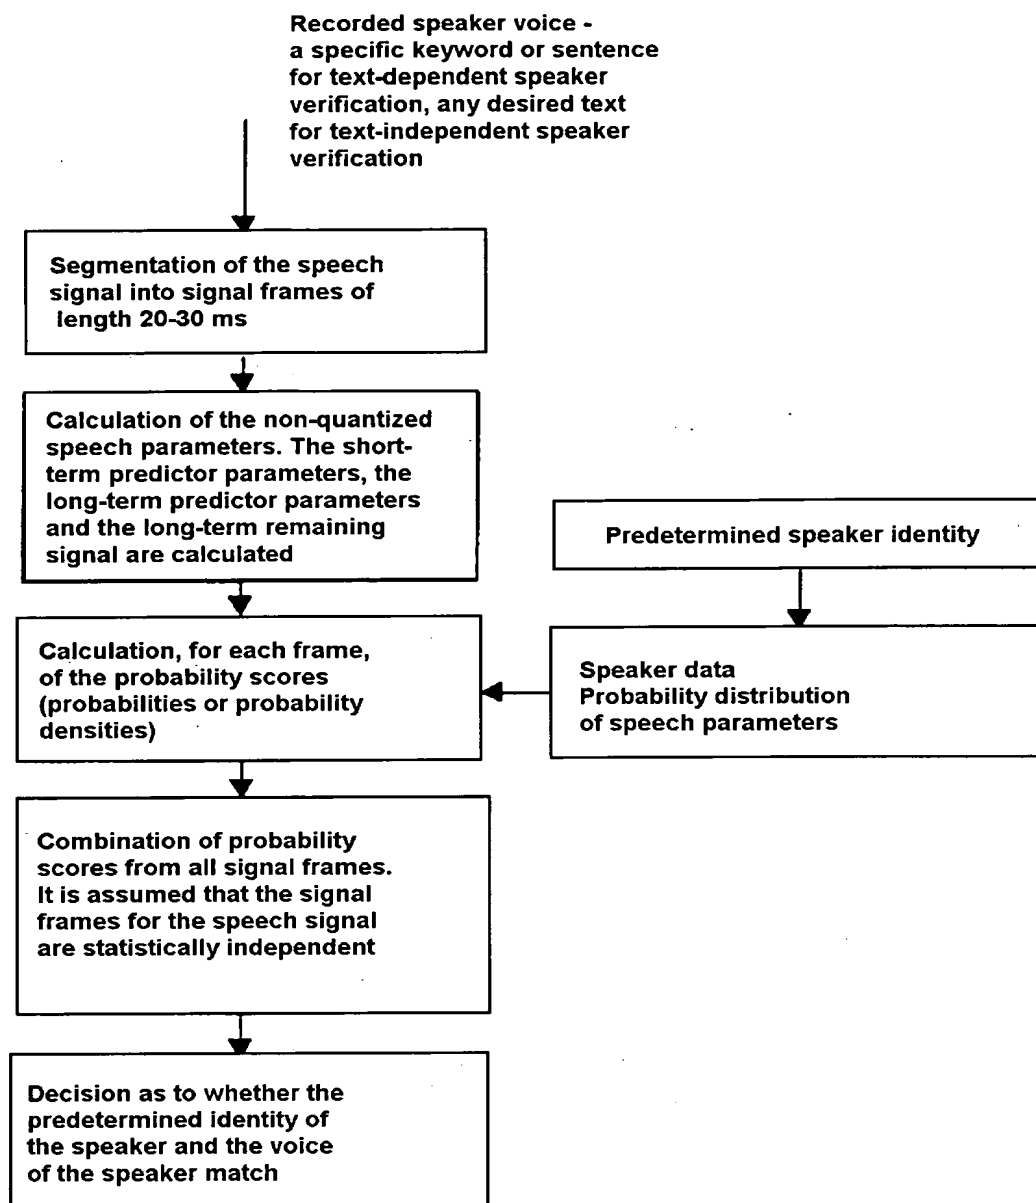 Recorded speaker voice -
a specific keyword or sentence
for text-dependent speaker
verification, any desired text
for text-independent speaker
verification
Segmentation of the speech
signal into signal frames of
length 20-30 ms
Calculation of the non-quantized
speech parameters. The short-
term predictor parameters, the
long-term predictor parameters
and the long-term remaining
signal are calculated
Predetermined speaker identity
Calculation, for each frame,
of the probability scores
(probabilities or probability
densities)
Speaker data
Probability distribution
of speech parameters
Combination of probability
scores from all signal frames.
It is assumed that the signal
frames for the speech signal
are statistically independent
Decision as to whether the
predetermined identity of
the speaker and the voice
of the speaker match